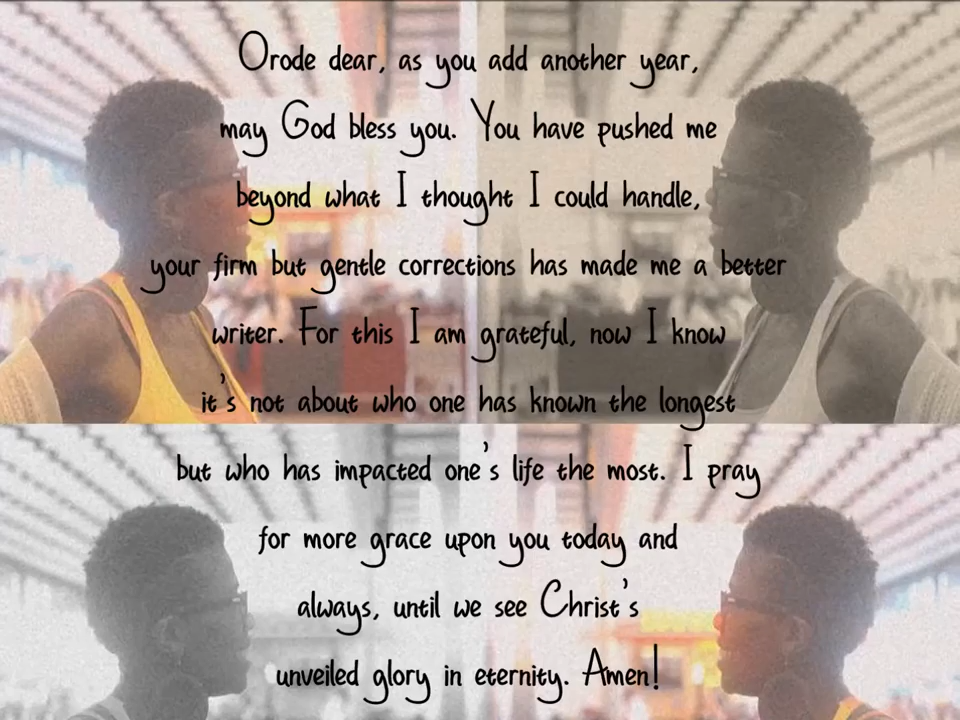 Orode dear, as you add another year,
may God bless you. You have pushed me
beyond what I thought I could handle,
your firm but gentle corrections has made me a better
writer. For this I am grateful, now I know
it's not about who one has known the longest
but who has impacted one's life the most. I pray
for more grace upon you today and
always, until we see Christ's
unveiled glory in eternity. Amen!